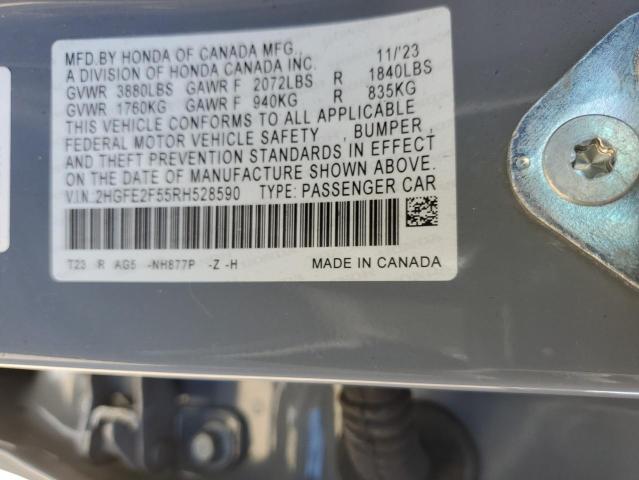 MFD.BY HONDA OF CANADA MFG., 11/'23
A DIVISION OF HONDA CANADA INC.
GVWR 3880LBS GAWR F 2072LBS R 1840LBS
GVWR 1760KG GAWR F 940KG R 835KG
THIS VEHICLE CONFORMS TO ALL APPLICABLE
FEDERAL MOTOR VEHICLE SAFETY , BUMPER ,
AND THEFT PREVENTION STANDARDS IN EFFECT
ON THE DATE OF MANUFACTURE SHOWN ABOVE.
V.I.N.:2HGFE2F55RH528590 TYPE: PASSENGER CAR
T23 R AG5 -NH877P -Z -H MADE IN CANADA